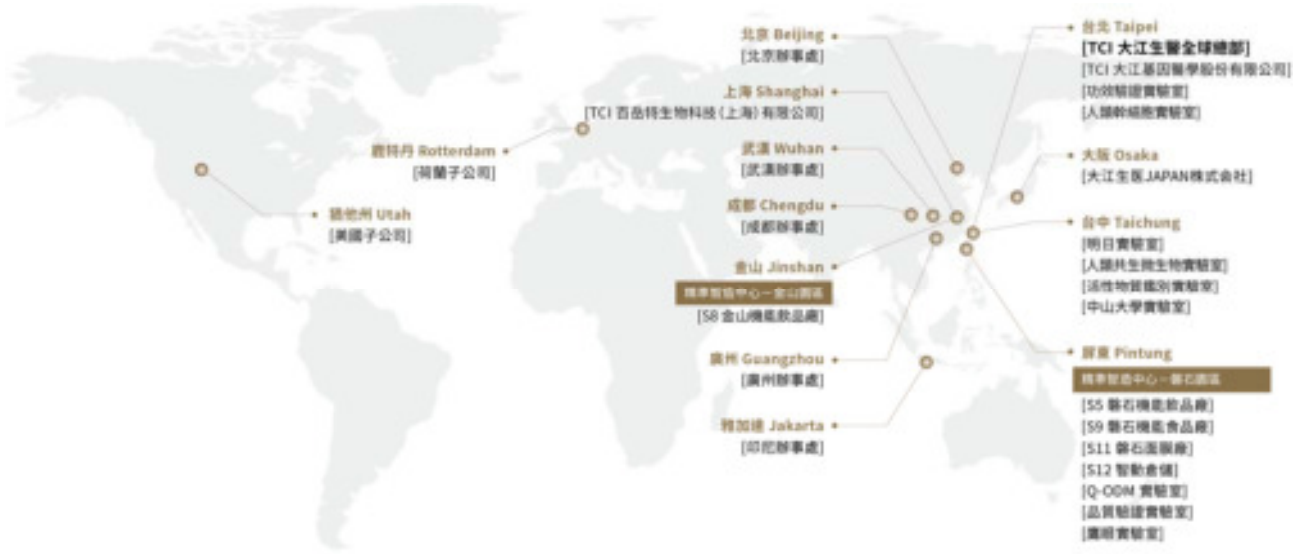 北京 Beijing
[北京辦事處]
上海 Shanghai
[TCI 百岳特生物科技(上海)有限公司]
武漢 Wuhan
[武漢辦事處]
成都 Chengdu
[成都辦事處]
金山 Jinshan
精準智造中心－金山園區
[S8 金山機能飲品廠]
廣州 Guangzhou
[廣州辦事處]
雅加達 Jakarta
[印尼辦事處]
鹿特丹 Rotterdam
[荷蘭子公司]
猶他州 Utah
[美國子公司]
台北 Taipei
[TCI 大江生醫全球總部]
[TCI 大江基因醫學股份有限公司]
[功效驗證實驗室]
[人類幹細胞實驗室]
大阪 Osaka
[大江生医JAPAN株式会社]
台中 Taichung
[明日實驗室]
[人類共生微生物實驗室]
[活性物質鑑別實驗室]
[中山大學實驗室]
屏東 Pintung
精準智造中心－磐石園區
[S5 磐石機能飲品廠]
[S9 磐石機能食品廠]
[S11 磐石面膜廠]
[S12 智動倉儲]
[Q-ODM 實驗室]
[品質驗證實驗室]
[鷹眼實驗室]